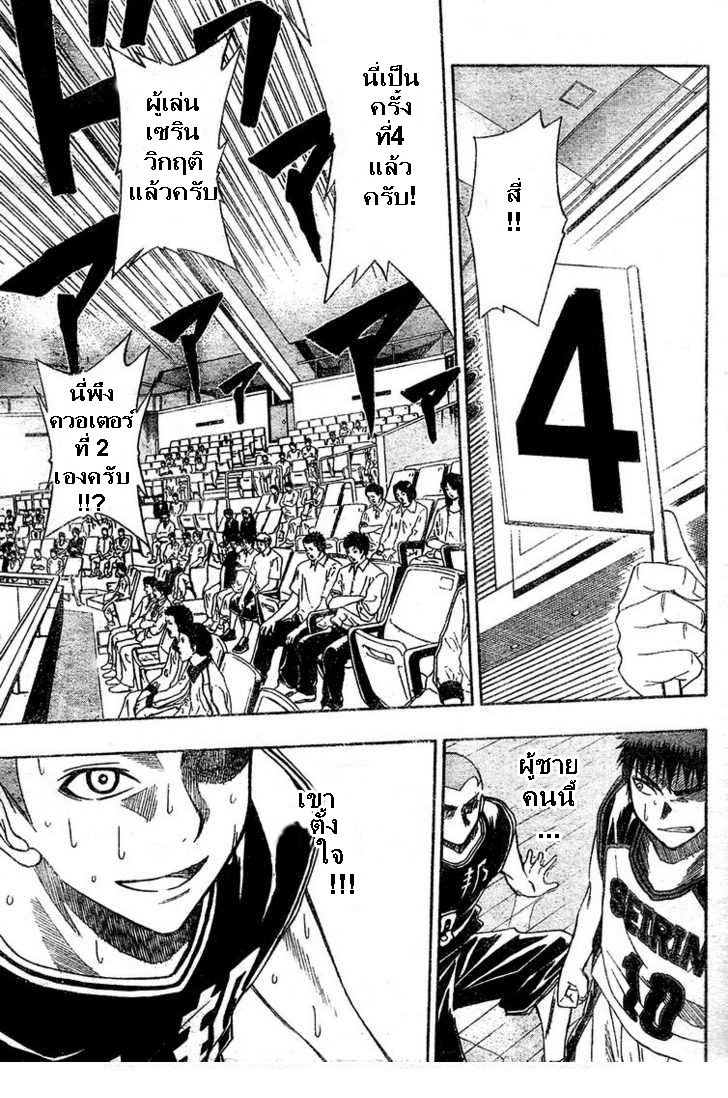 สี่
!!
4
นี่เป็น
ครั้ง
ที่4
แล้ว
ครับ!
ผู้เล่น
เซริน
วิกฤติ
แล้วครับ
นี่พึ่ง
ควอเตอร์
ที่ 2
เองครับ
!!?
ผู้ชาย
คนนี้
...
SEIRIN
10
เขา
ตั้ง
ใจ
!!!